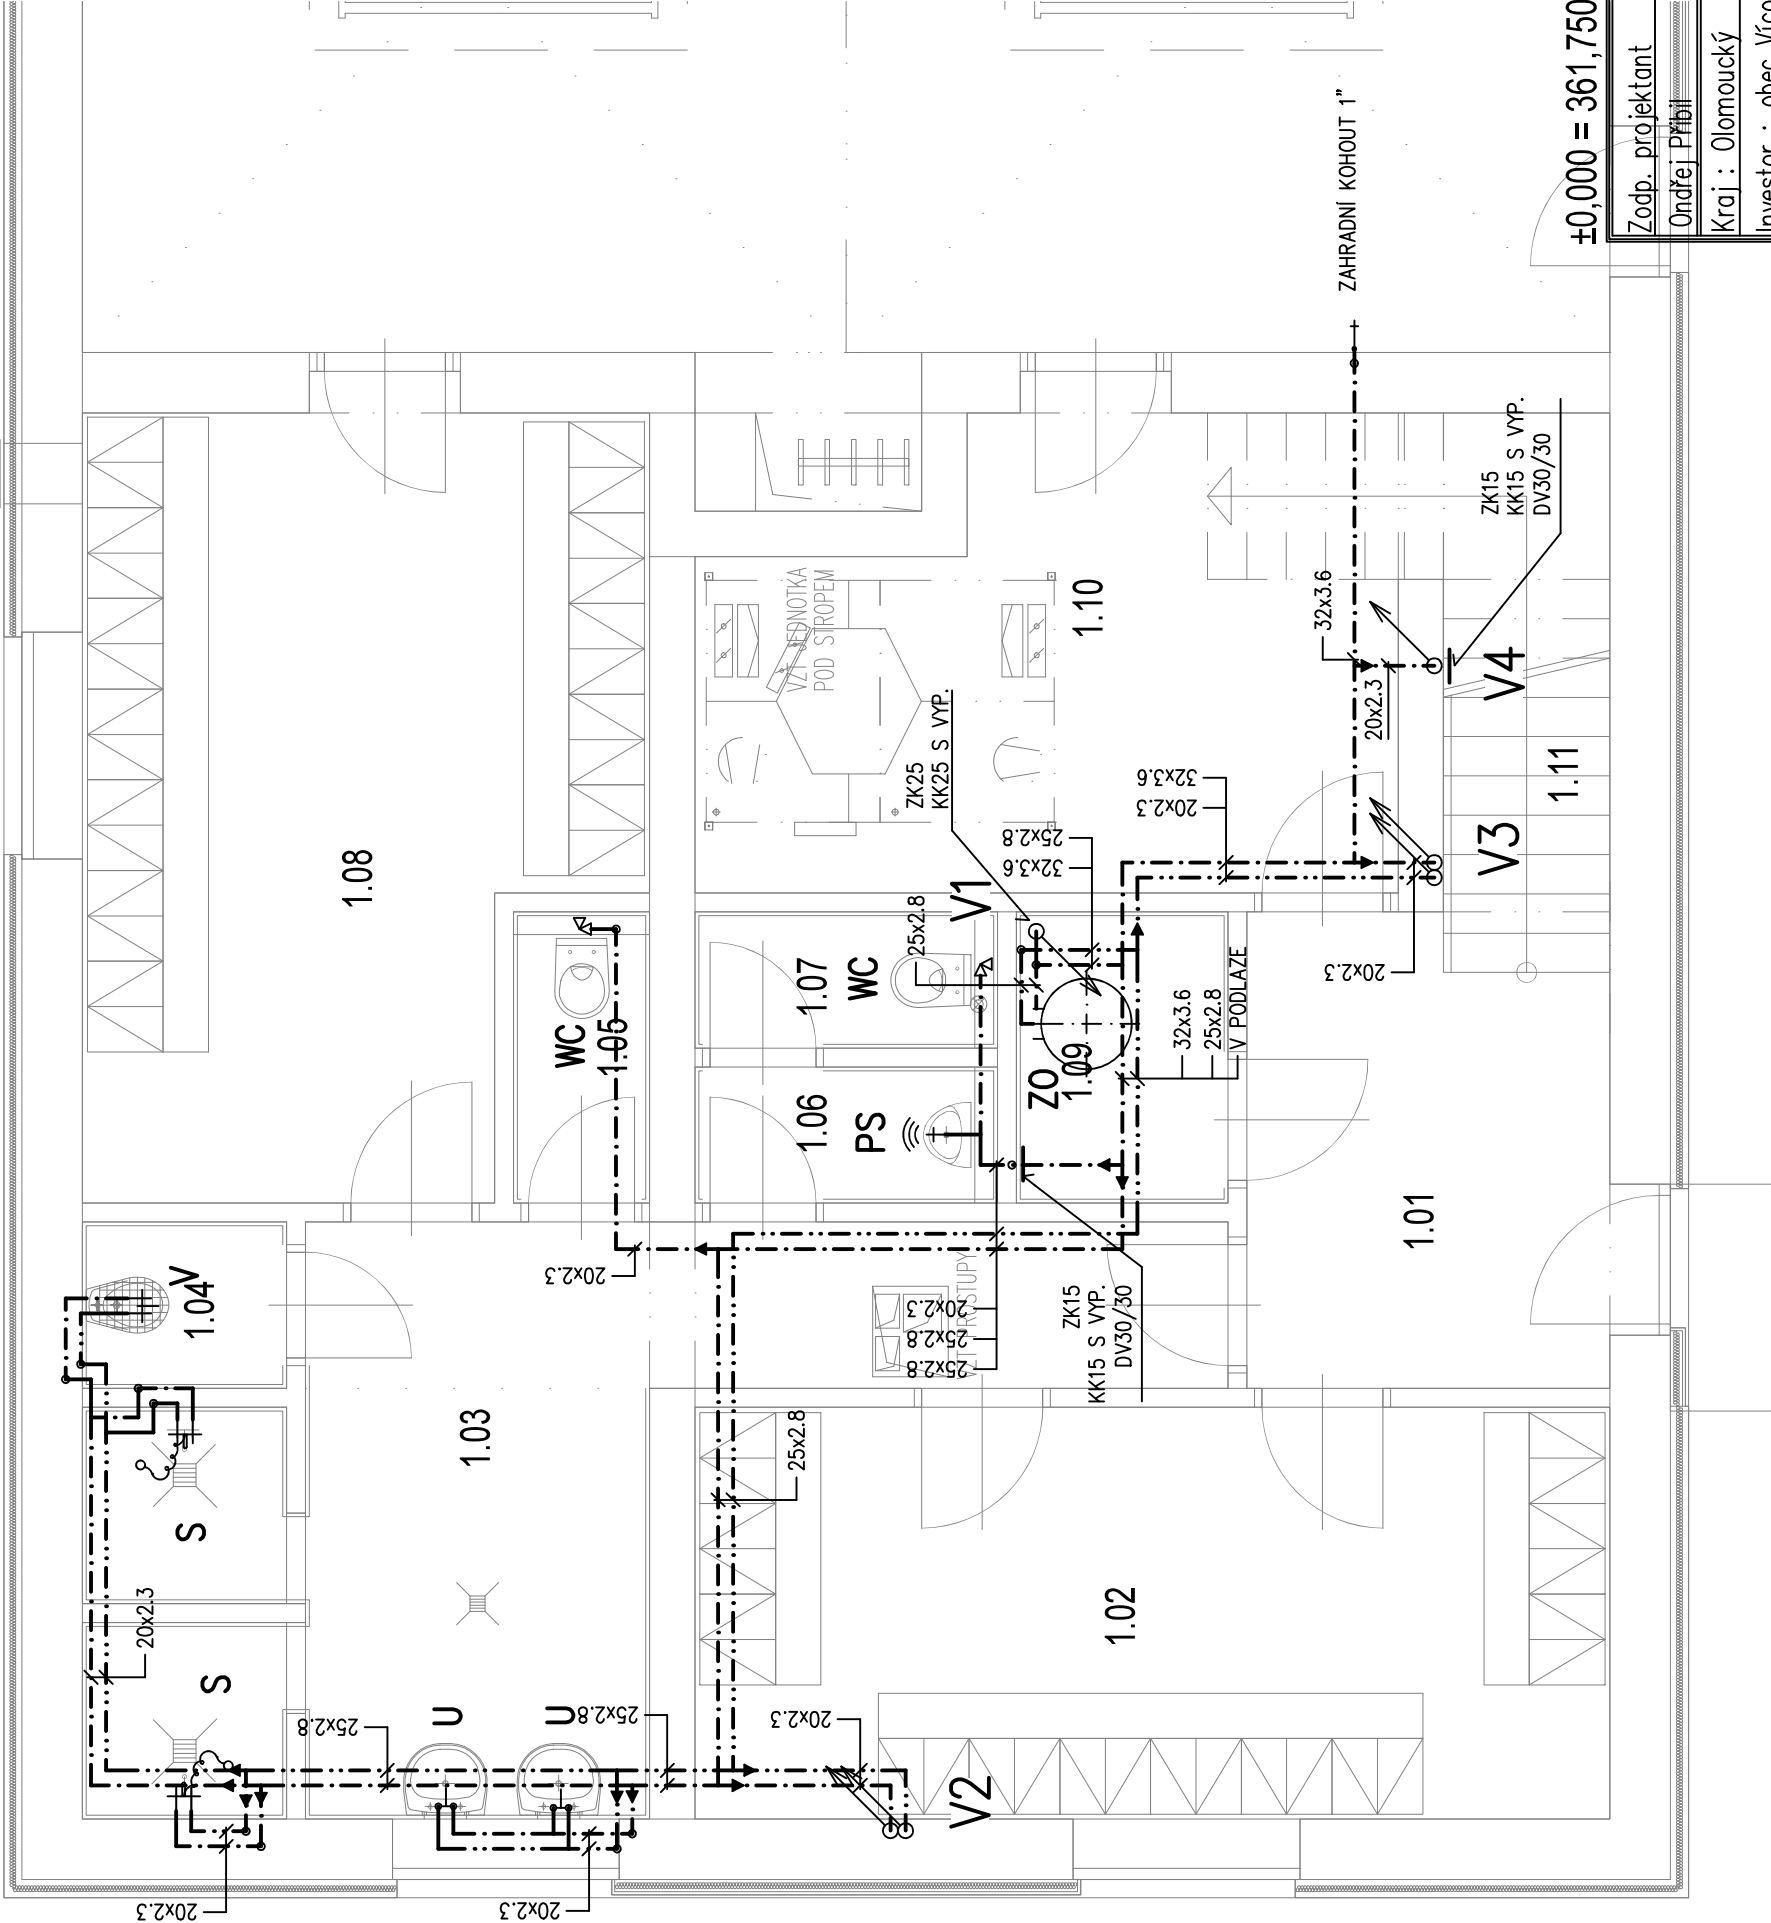 ±0,000 = 361,750
Zodp. projektant
Ondřej Přibil
Kraj : Olomoucký
Investor : obec Víco
ZAHRADNÍ KOHOUT 1"
ZK15
KK15 S VYP.
DV30/30
32x3.6
20x2.3
V4
1.11
V3
20x2.3
32x3.6
20x2.3
1.10
VZT JEDNOTKA
POD STROPEM
ZK25
KK25 S VYP.
25x2.8
32x3.6
V1
25x2.8
1.08
WC
1.05
1.07
WC
1.06
PS
ZO
1.09
32x3.6
25x2.8
V PODLAZE
1.01
20x2.3
V
1.04
20x2.3
25x2.8
25x2.8
PROSTUPY
ZK15
KK15 S VYP.
DV30/30
1.03
25x2.8
S
20x2.3
S
1.02
25x2.8
U
U
25x2.8
20x2.3
V2
20x2.3
20x2.3